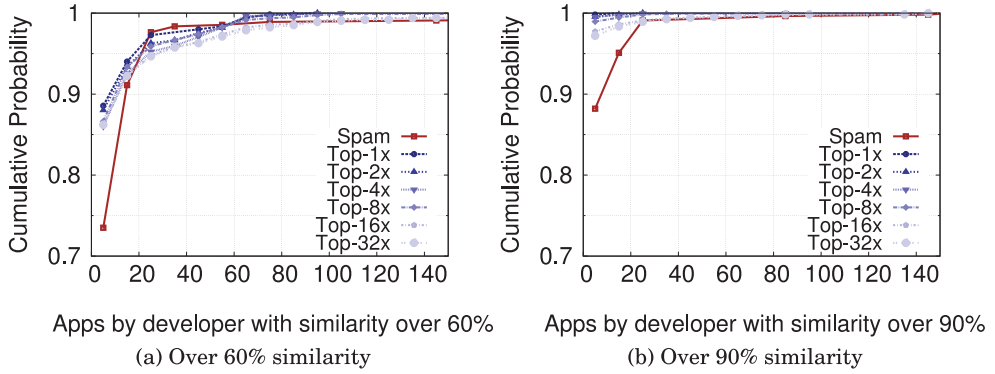 Cumulative Probability
1
0.9
0.8
0.7
Spam
Top-1x
Top-2x
Top-4x
Top-8x
Top-16x
Top-32x
0 20 40 60 80 100 120 140
Apps by developer with similarity over 60%
(a) Over 60% similarity
Cumulative Probability
1
0.9
0.8
0.7
Spam
Top-1x
Top-2x
Top-4x
Top-8x
Top-16x
Top-32x
0 20 40 60 80 100 120 140
Apps by developer with similarity over 90%
(b) Over 90% similarity